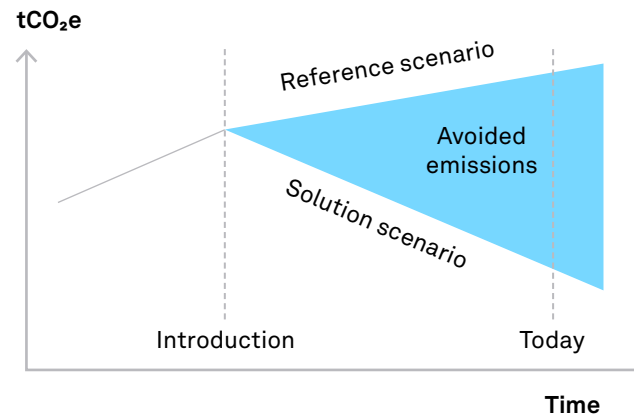 tCO₂e
Reference scenario
Avoided
emissions
Solution scenario
Introduction
Today
Time